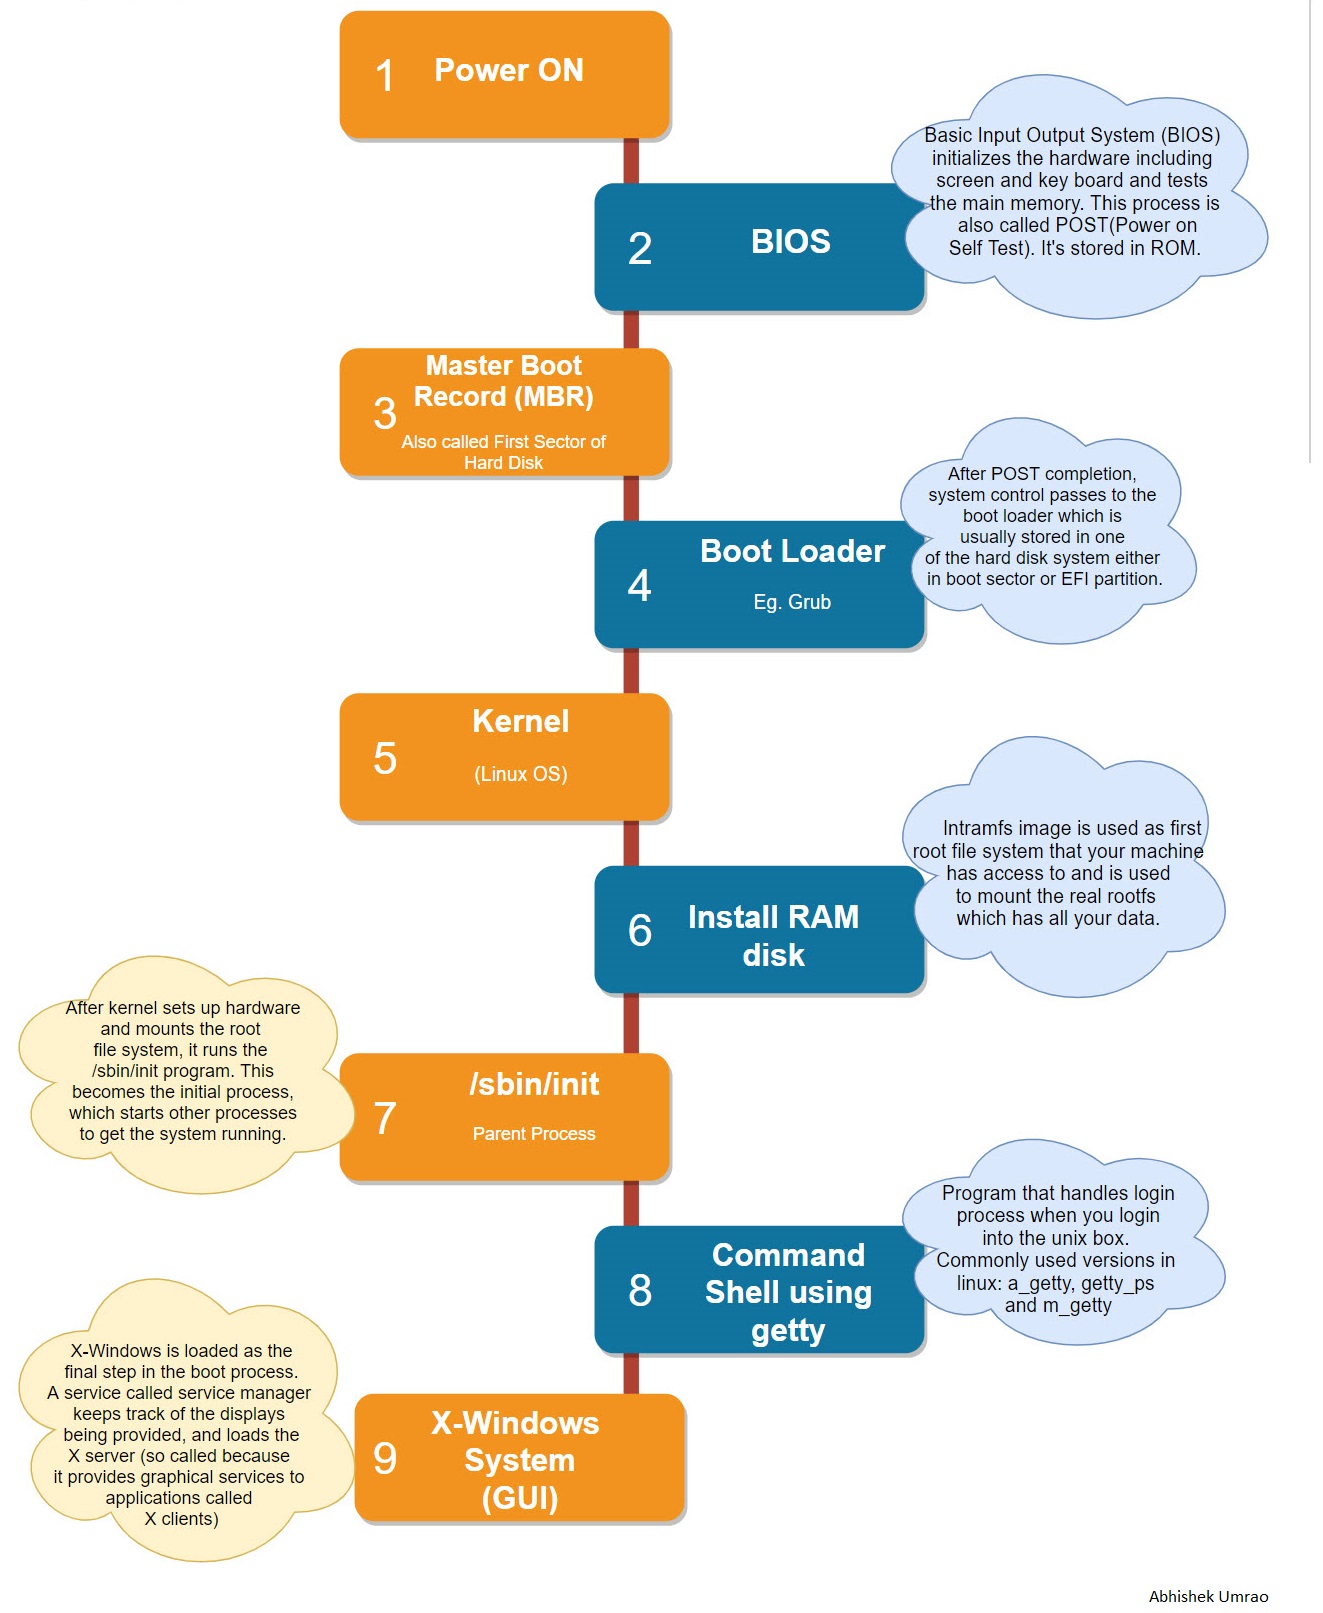 1
Power ON
Basic Input Output System (BIOS)
initializes the hardware including
screen and key board and tests
the main memory. This process is
also called POST(Power on
Self Test). It's stored in ROM.
2
BIOS
Master Boot
Record (MBR)
3
Also called First Sector of
Hard Disk
After POST completion,
system control passes to the
boot loader which is
usually stored in one
of the hard disk system either
in boot sector or EFI partition.
4
Boot Loader
Eg. Grub
5
Kernel
(Linux OS)
Intramfs image is used as first
root file system that your machine
has access to and is used
to mount the real rootfs
which has all your data.
6
Install RAM
disk
After kernel sets up hardware
and mounts the root
file system, it runs the
/sbin/init program. This
becomes the initial process,
which starts other processes
to get the system running.
7
/sbin/init
Parent Process
Program that handles login
process when you login
into the unix box.
Commonly used versions in
linux: a_getty, getty_ps
and m_getty
8
Command
Shell using
getty
X-Windows is loaded as the
final step in the boot process.
A service called service manager
keeps track of the displays
being provided, and loads the
X server (so called because
it provides graphical services to
applications called
X clients)
9
X-Windows
System
(GUI)
Abhishek Umrao